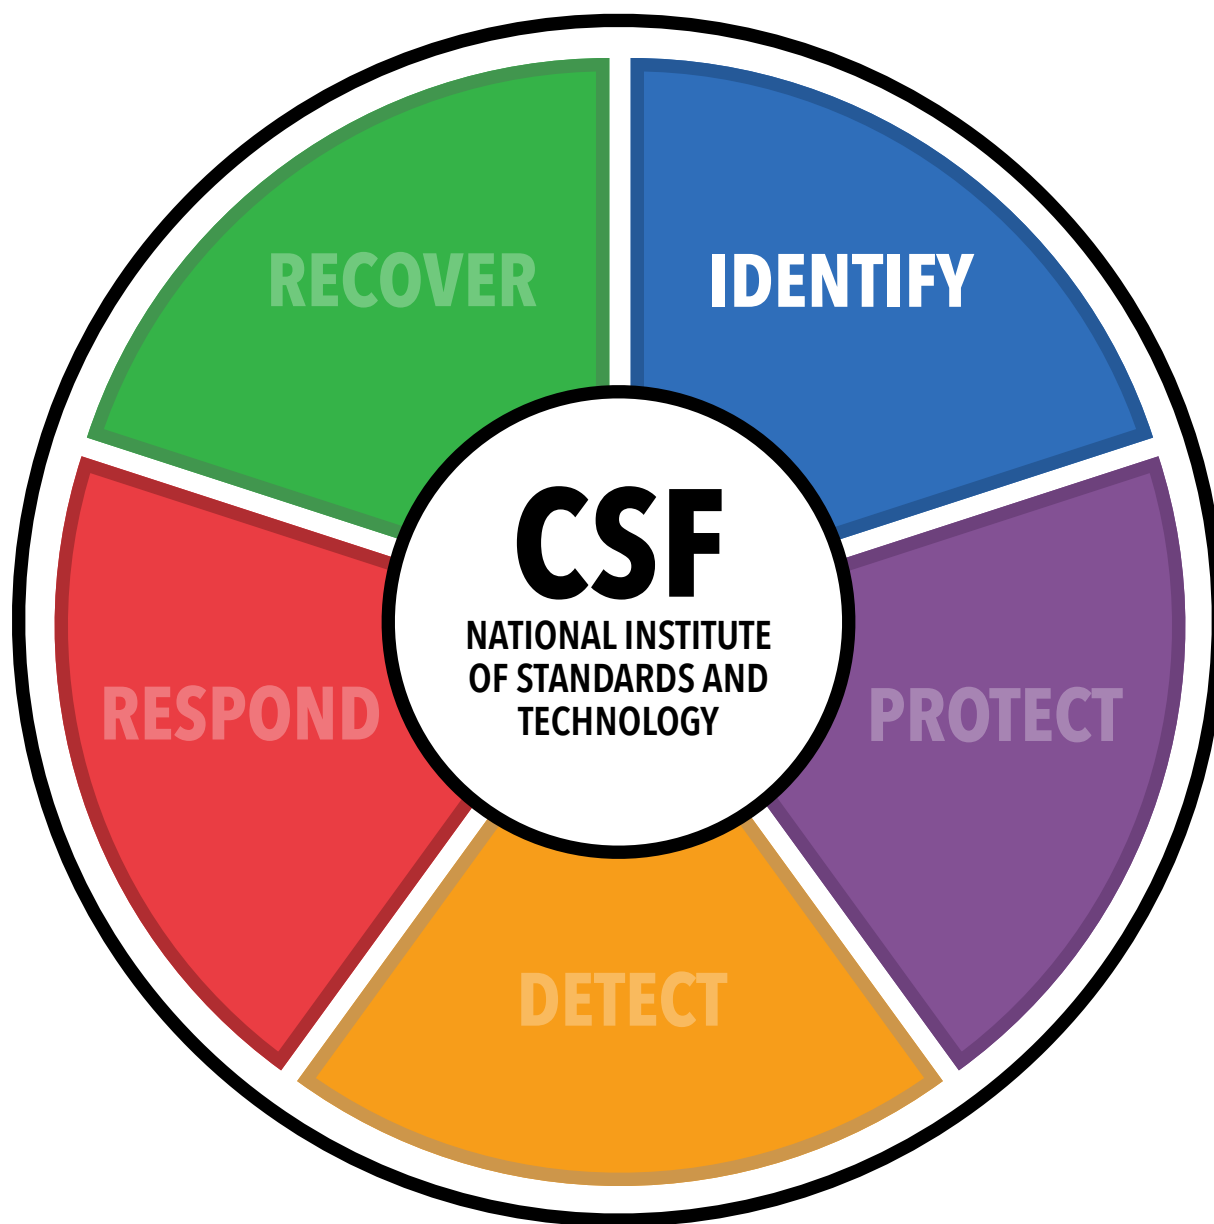 RECOVER
IDENTIFY
CSF
NATIONAL INSTITUTE
OF STANDARDS AND
TECHNOLOGY
RESPOND
PROTECT
DETECT